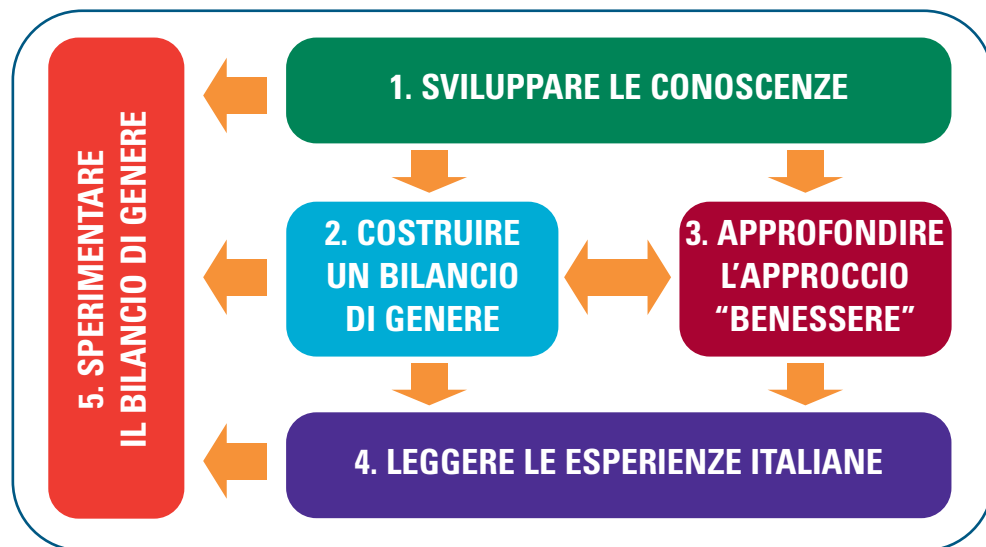 1. SVILUPPARE LE CONOSCENZE
2. COSTRUIRE
UN BILANCIO
DI GENERE
3. APPROFONDIRE
L'APPROCCIO
“BENESSERE”
4. LEGGERE LE ESPERIENZE ITALIANE
5. SPERIMENTARE
IL BILANCIO DI GENERE